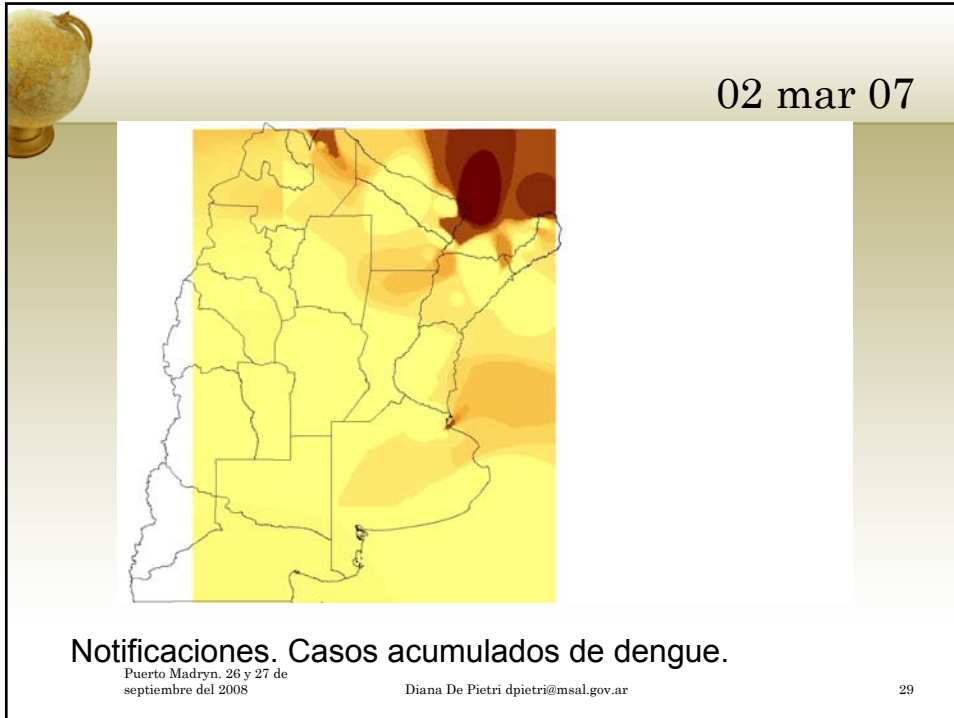 02 mar 07
Notificaciones. Casos acumulados de dengue.
Puerto Madryn. 26 y 27 de
septiembre del 2008
Diana De Pietri dpietri@msal.gov.ar
29